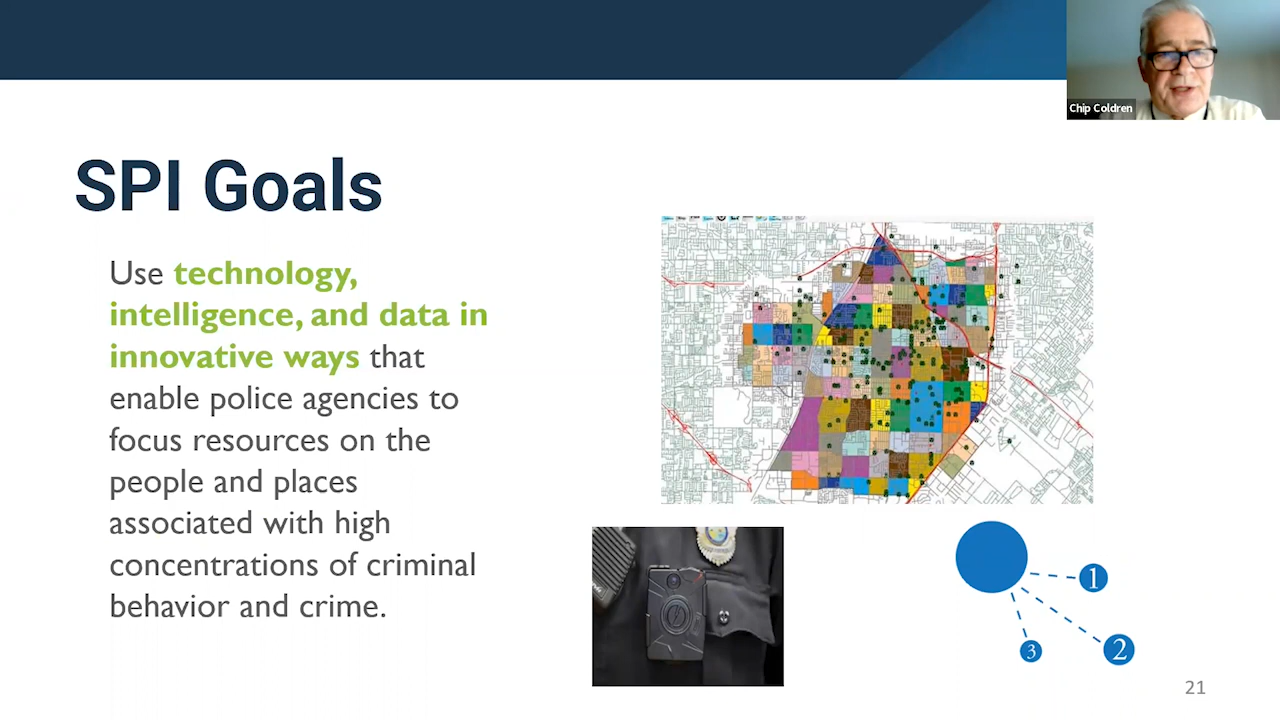 Chip Coldren
SPI Goals
Use technology,
intelligence, and data in
innovative ways that
enable police agencies to
focus resources on the
people and places
associated with high
concentrations of criminal
behavior and crime.
1
2
3
21